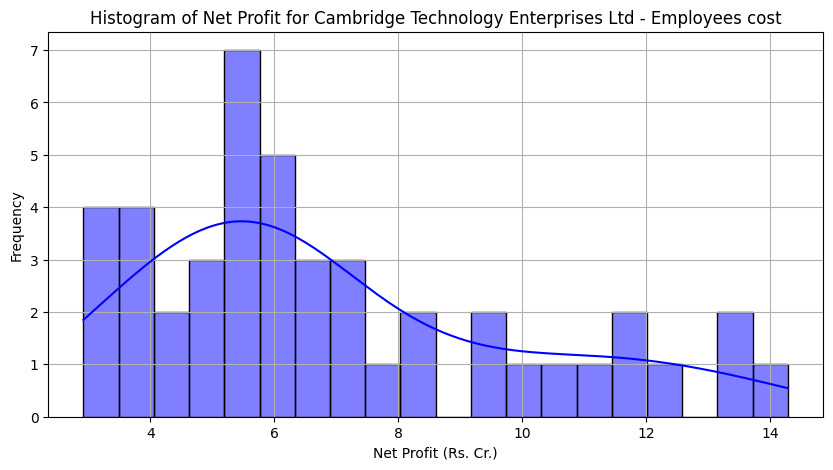 Histogram of Net Profit for Cambridge Technology Enterprises Ltd - Employees cost
7
6
5
4
3
2
1
0
Frequency
4 6 8 10 12 14
Net Profit (Rs. Cr.)